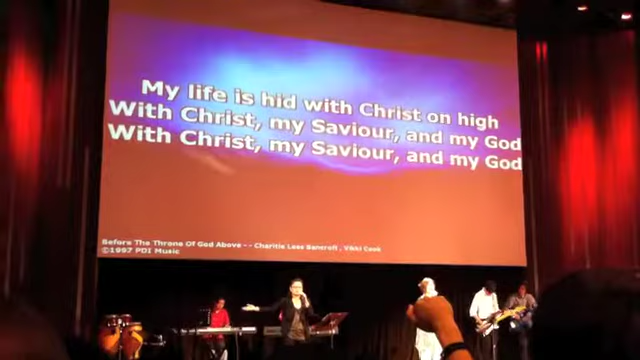 My life is hid with Christ on high
With Christ, my Saviour, and my God
With Christ, my Saviour, and my God
Before The Throne Of God Above - - Charitie Lees Bancroft , Vikki Cook
©1997 PDI Music